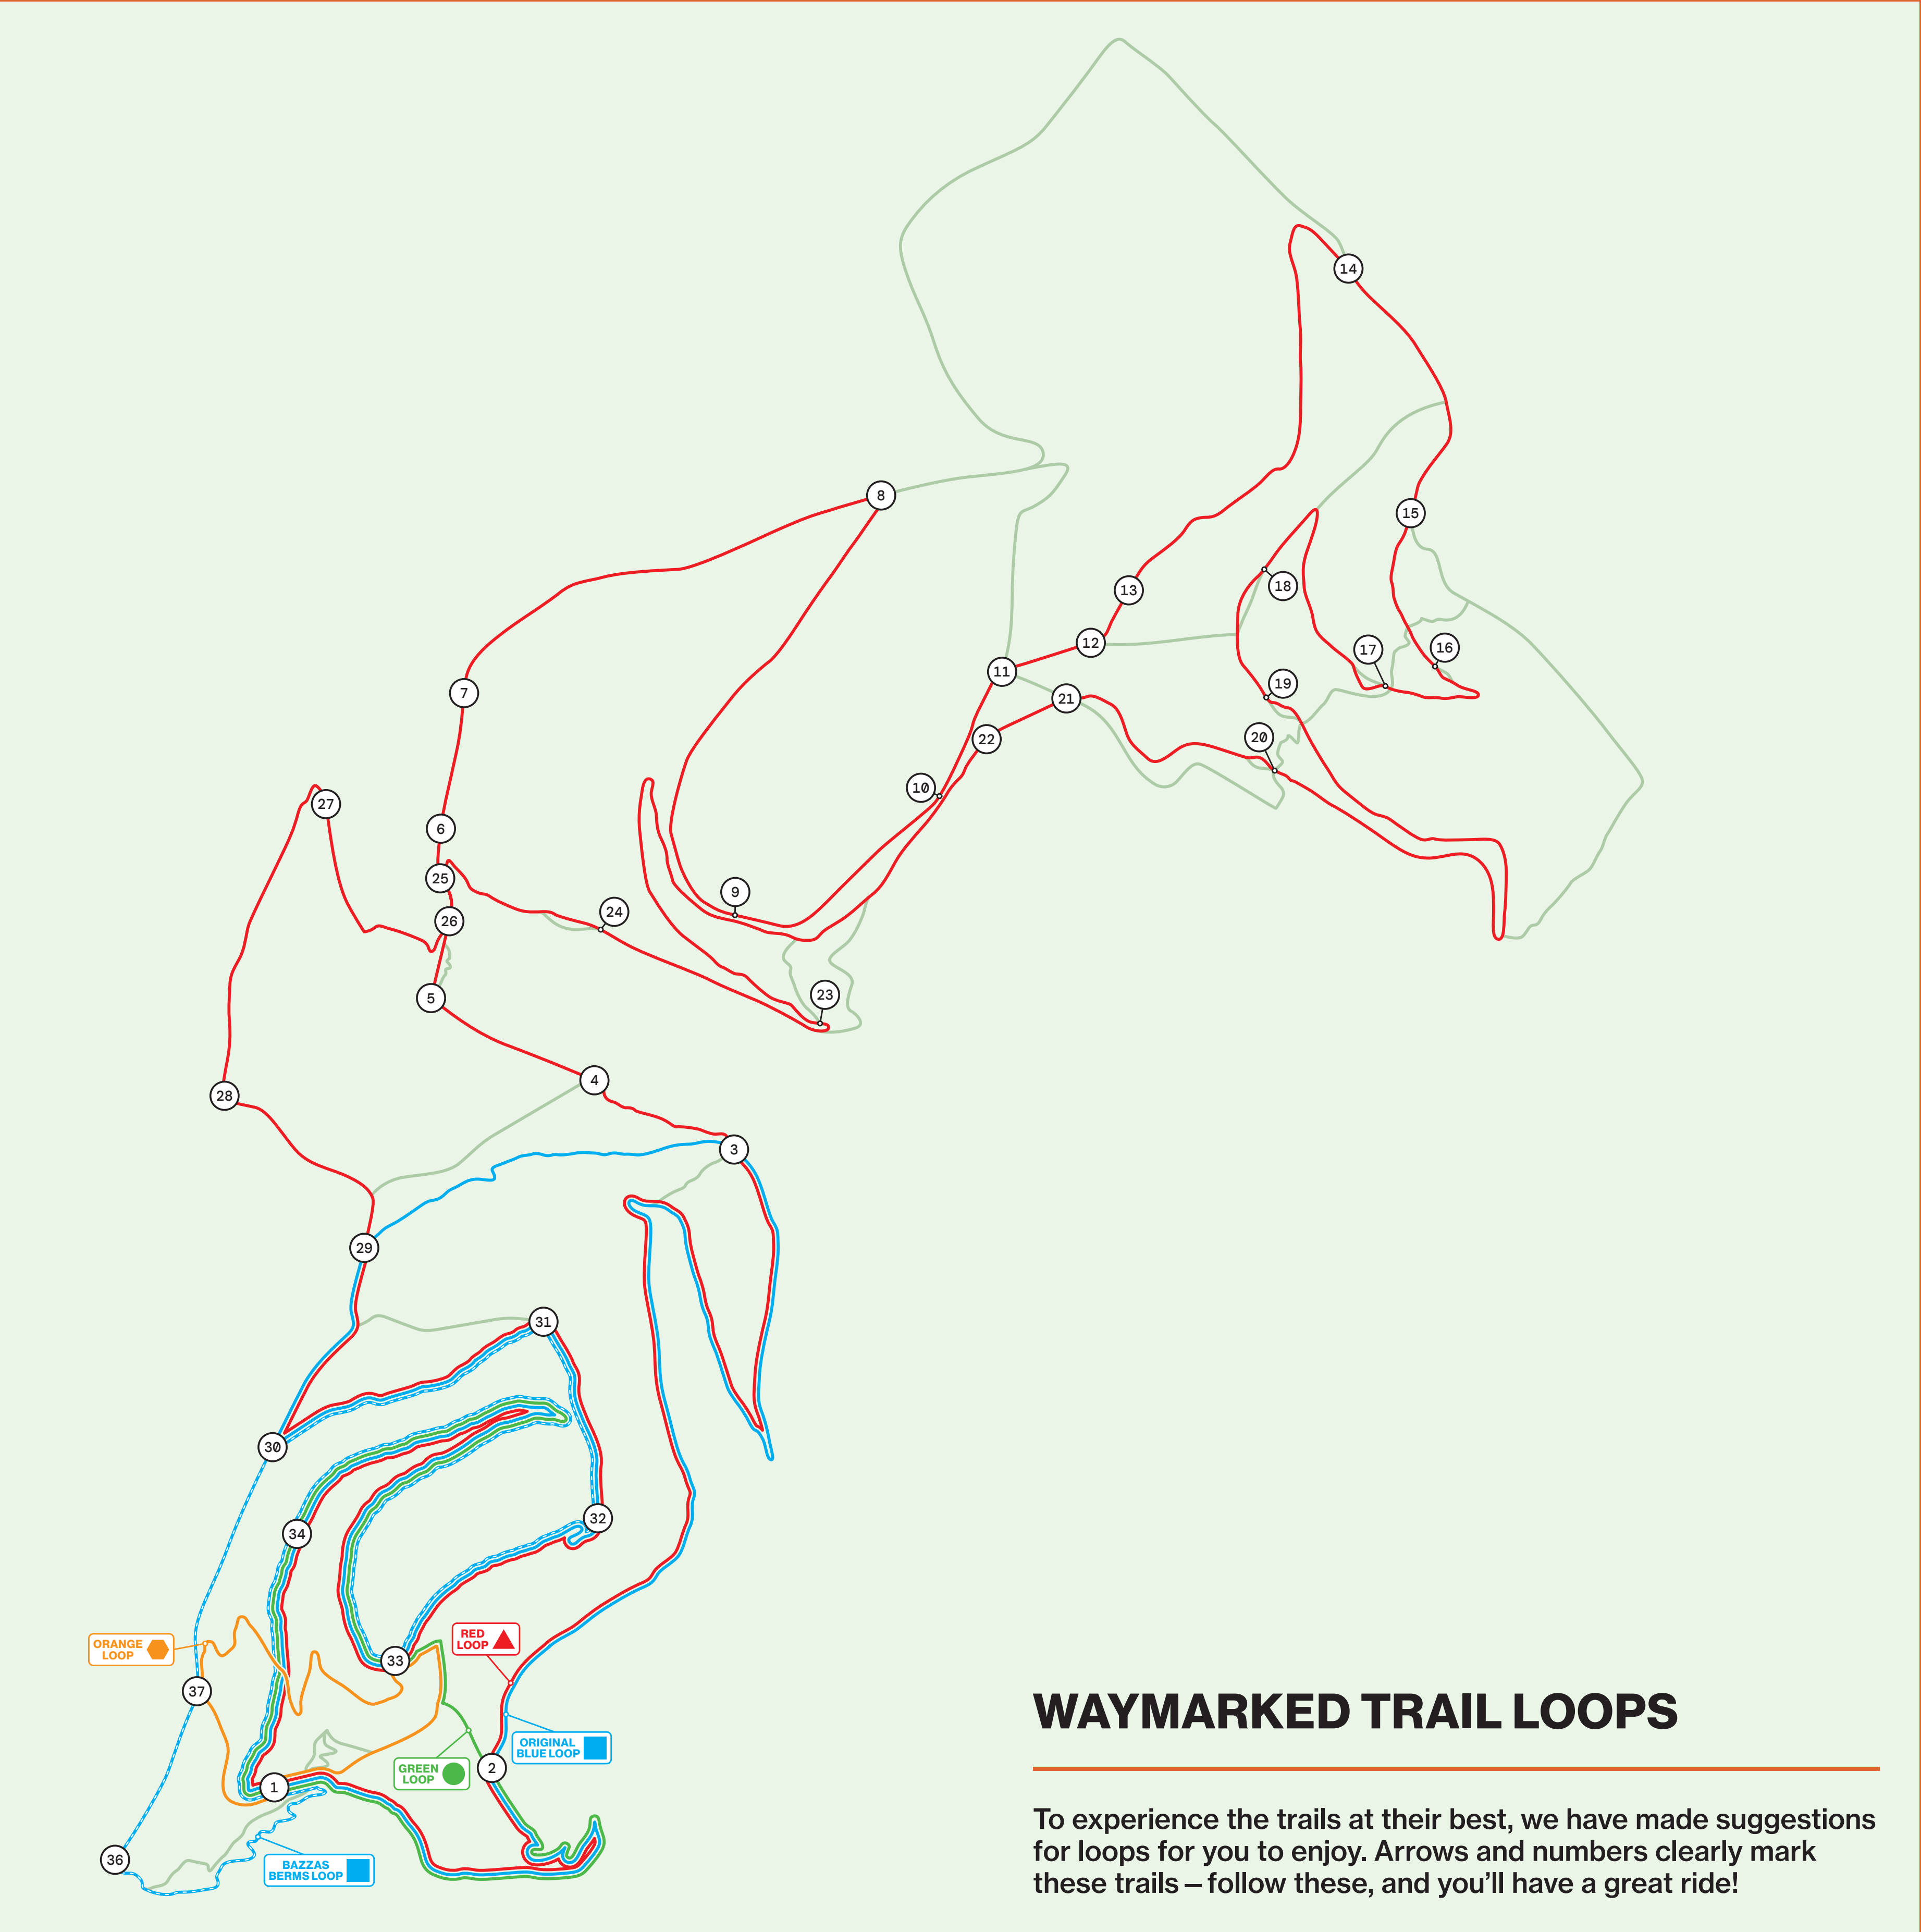 14
8
15
18
13
17
16
12
11
19
21
7
22
20
10
27
6
25
9
24
26
23
5
4
28
3
29
31
30
32
34
RED
LOOP
ORANGE
LOOP
33
37
WAYMARKED TRAIL LOOPS
ORIGINAL
BLUE LOOP
GREEN
LOOP
2
1
To experience the trails at their best, we have made suggestions
for loops for you to enjoy. Arrows and numbers clearly mark
these trails – follow these, and you’ll have a great ride!
36
BAZZAS
BERMS LOOP